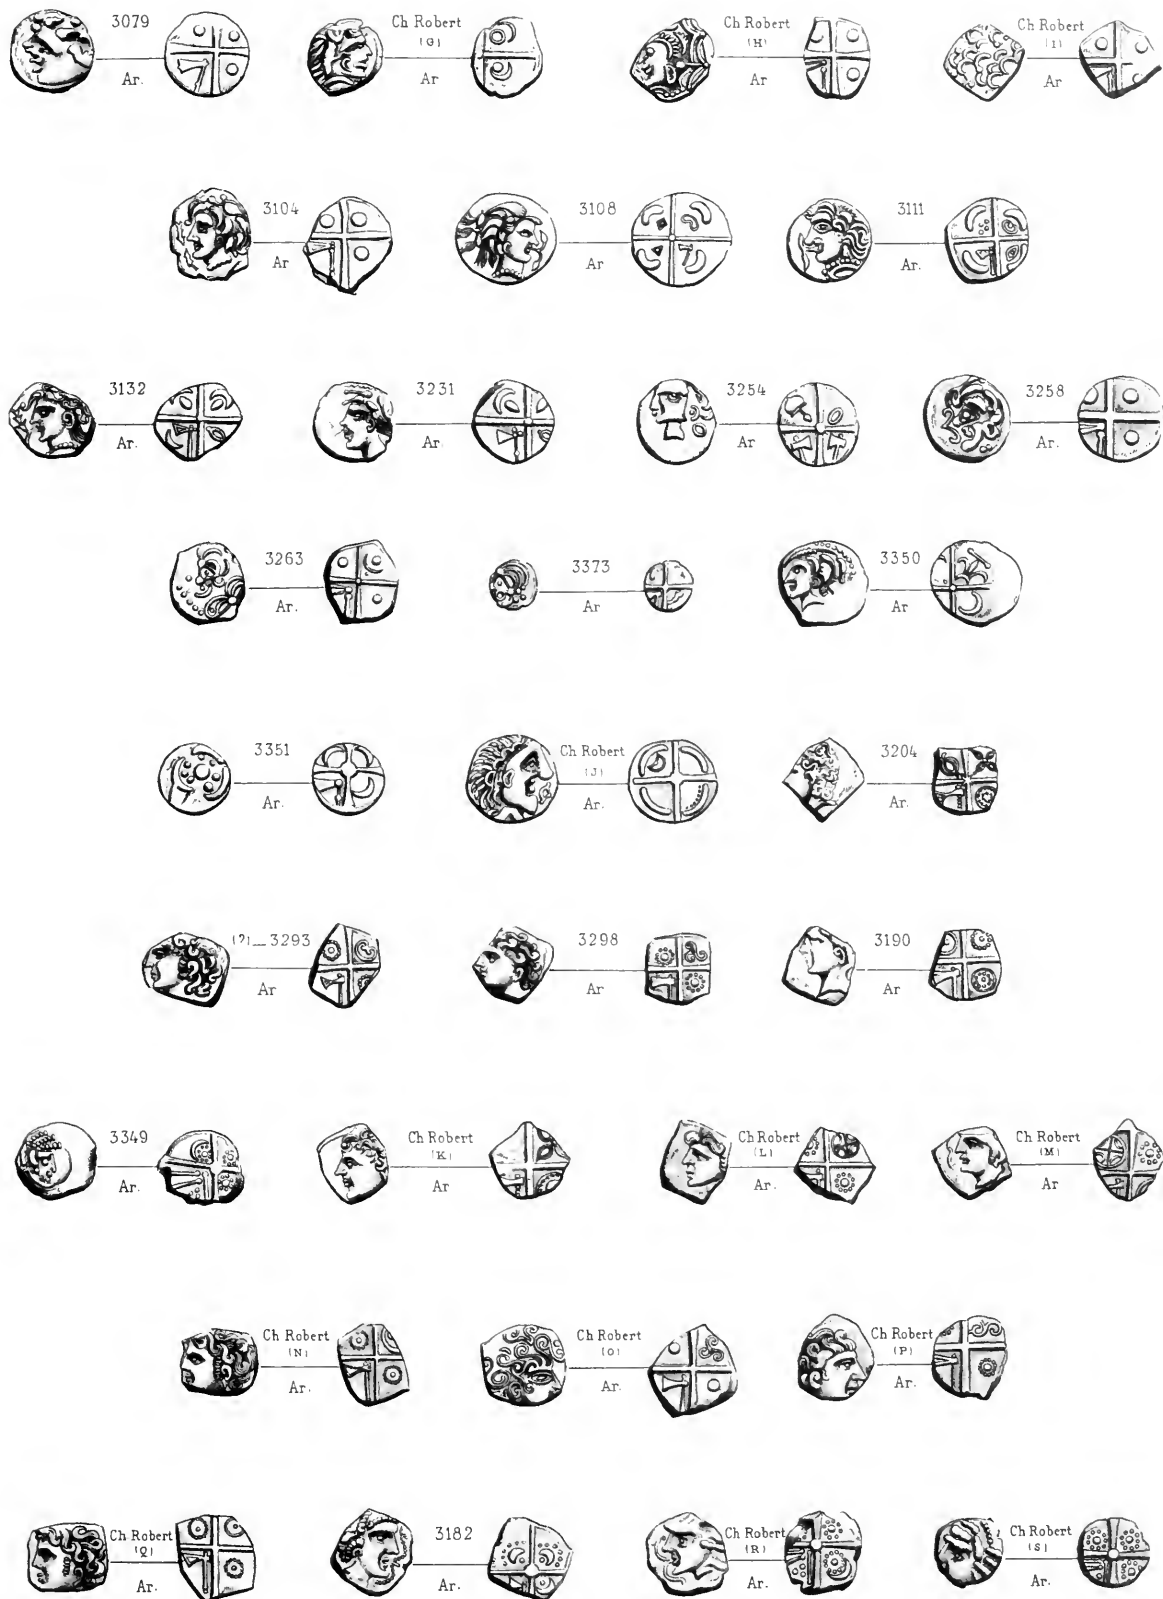 3079
Ar.
Ch Robert
(G)
Ar
Ch Robert
(H)
Ar
Ch Robert
(I)
Ar
3104
Ar
3108
Ar
3111
Ar.
3132
Ar.
3231
Ar.
3254
Ar
3258
Ar.
3263
Ar.
3373
Ar
3350
Ar
3351
Ar.
Ch Robert
(J)
Ar.
3204
Ar.
(?)_3293
Ar
3298
Ar
3190
Ar
3349
Ar.
Ch Robert
(K)
Ar
Ch Robert
(L)
Ar.
Ch Robert
(M)
Ar
Ch Robert
(N)
Ar.
Ch Robert
(O)
Ar.
Ch Robert
(P)
Ar.
Ch Robert
(Q)
Ar.
3182
Ar.
Ch Robert
(R)
Ar.
Ch Robert
(S)
Ar.